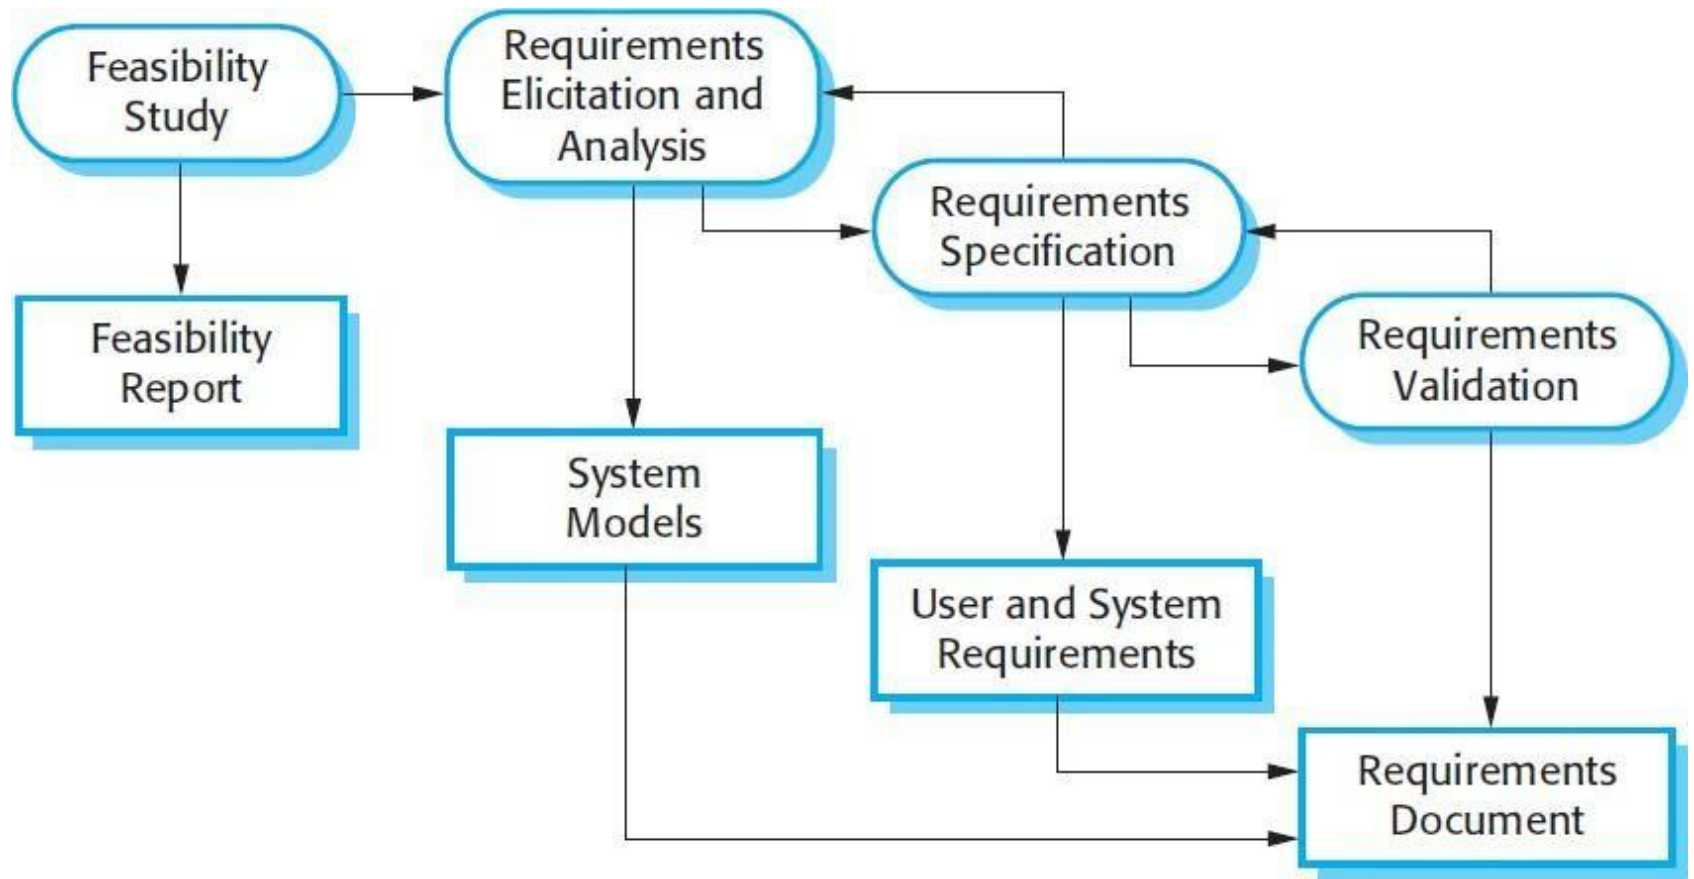 Feasibility
Study
Requirements
Elicitation and
Analysis
Requirements
Specification
Requirements
Validation
Feasibility
Report
System
Models
User and System
Requirements
Requirements
Document